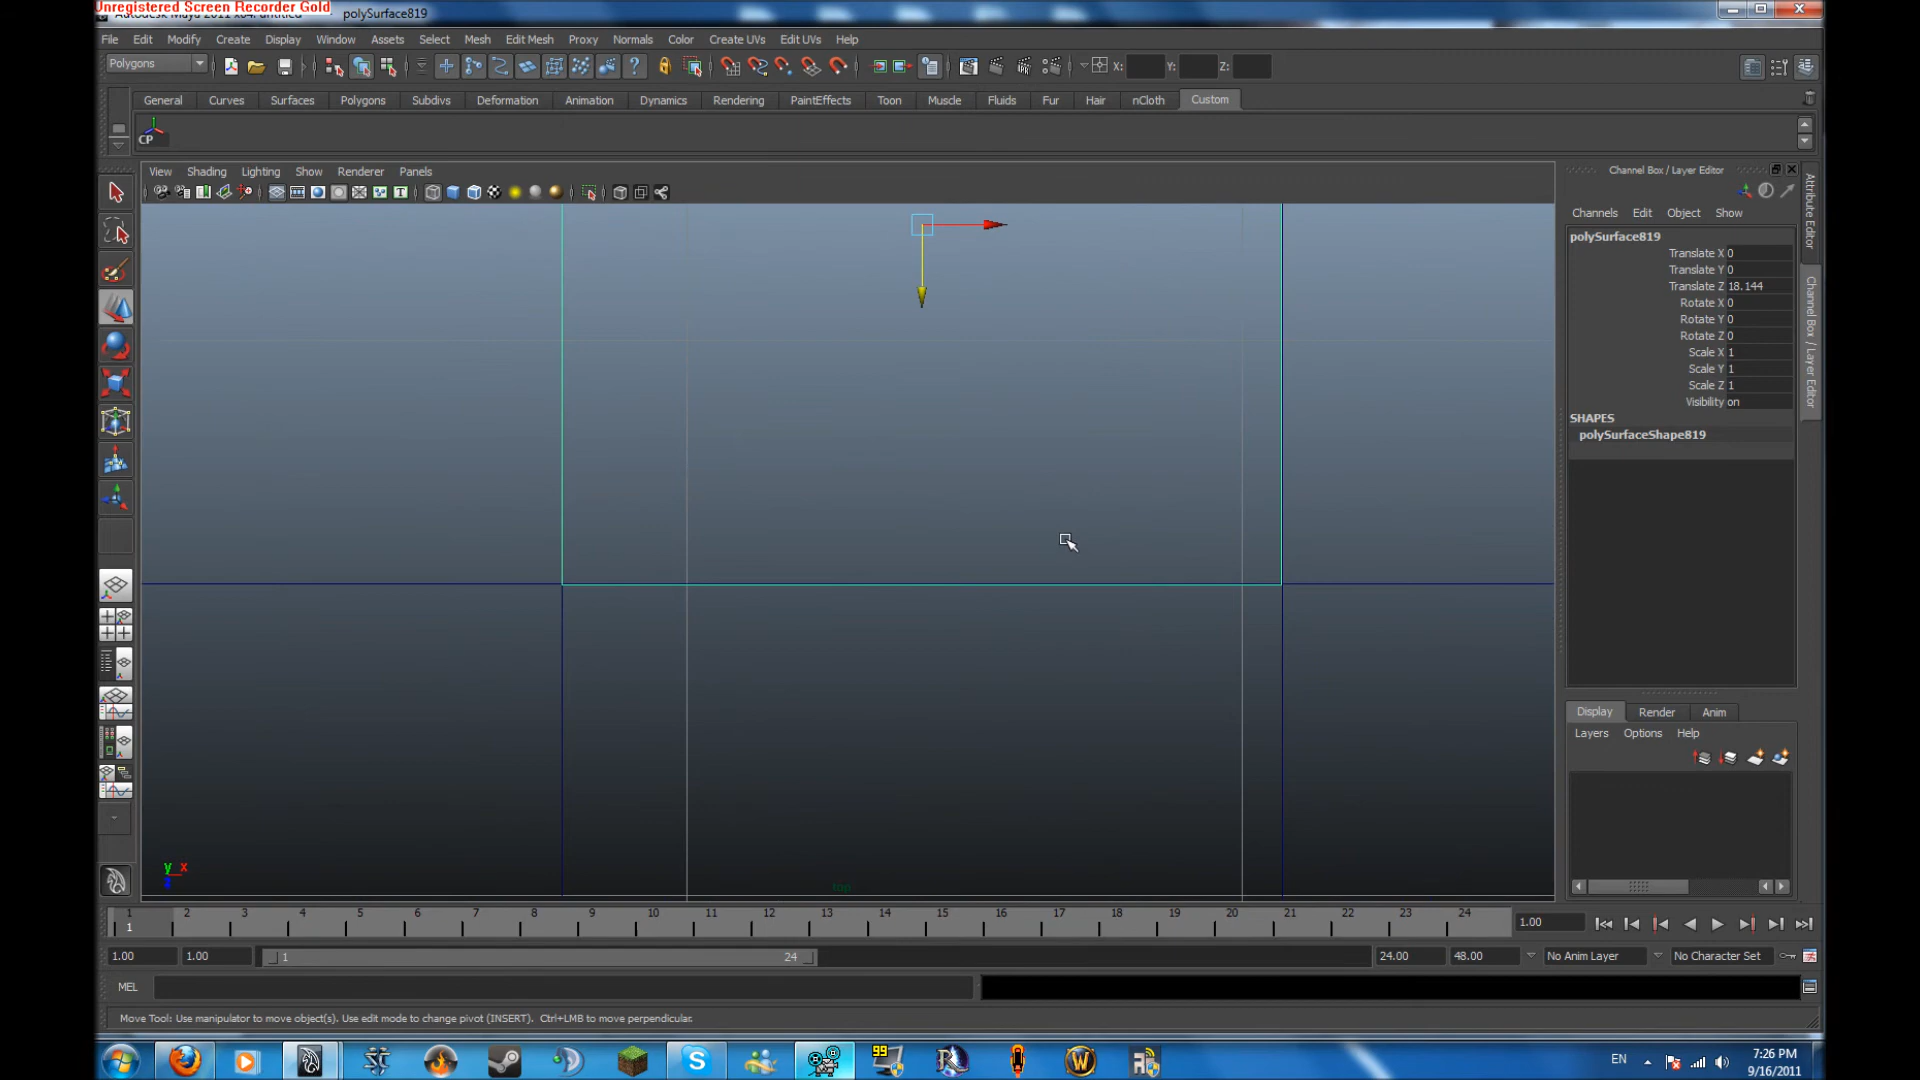 Unregistered Screen Recorder Gold
polySurface819
File Edit Modify Create Display Window Assets Select Mesh Edit Mesh Proxy Normals Color Create UVs Edit UVs Help
Polygons X: Y: Z:
General Curves Surfaces Polygons Subdivs Deformation Animation Dynamics Rendering PaintEffects Toon Muscle Fluids Fur Hair nCloth Custom
CP
View Shading Lighting Show Renderer Panels
Channel Box / Layer Editor
Channels Edit Object Show
polySurface819
Translate X 0
Translate Y 0
Translate Z 18.144
Rotate X 0
Rotate Y 0
Rotate Z 0
Scale X 1
Scale Y 1
Scale Z 1
Visibility on
SHAPES
polySurfaceShape819
Attribute Editor
Channel Box / Layer Editor
Display Render Anim
Layers Options Help
y x
top
1 2 3 4 5 6 7 8 9 10 11 12 13 14 15 16 17 18 19 20 21 22 23 24
1 1.00
1.00 1.00 1 24 24.00 48.00 No Anim Layer No Character Set
MEL
Move Tool: Use manipulator to move object(s). Use edit mode to change pivot (INSERT). Ctrl+LMB to move perpendicular.
99
EN
7:26 PM
9/16/2011